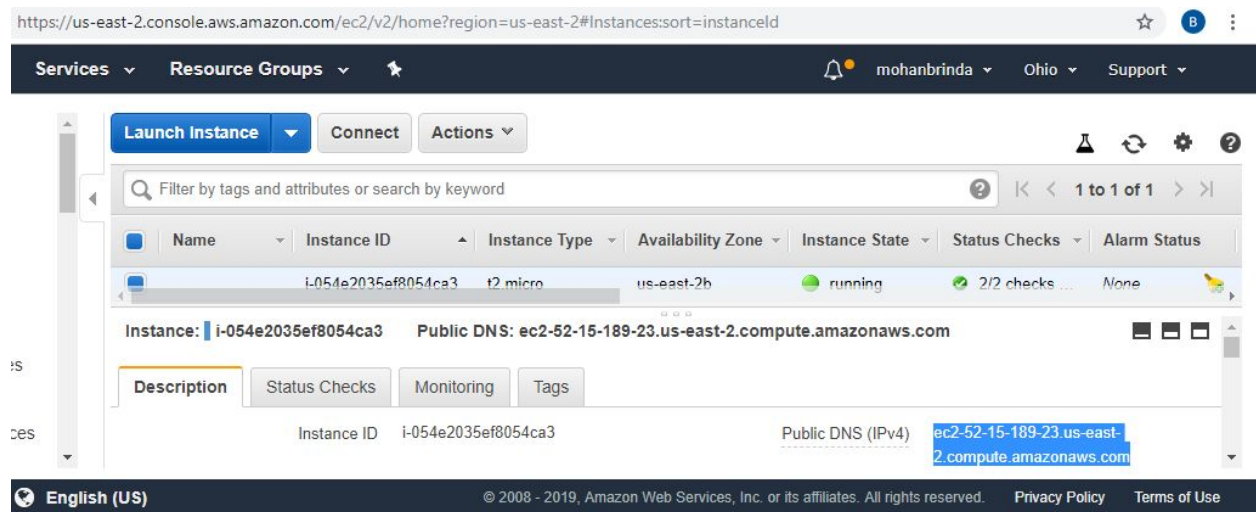 https://us-east-2.console.aws.amazon.com/ec2/v2/home?region=us-east-2#Instances:sort=instanceId
B
Services Resource Groups mohanbrinda Ohio Support
Launch Instance Connect Actions
Filter by tags and attributes or search by keyword 1 to 1 of 1
Name Instance ID Instance Type Availability Zone Instance State Status Checks Alarm Status
i-054e2035ef8054ca3 t2.micro us-east-2b running 2/2 checks ... None
Instance: i-054e2035ef8054ca3 Public DNS: ec2-52-15-189-23.us-east-2.compute.amazonaws.com
es
Description Status Checks Monitoring Tags
ces Instance ID i-054e2035ef8054ca3 Public DNS (IPv4) ec2-52-15-189-23.us-east-
2.compute.amazonaws.com
English (US) © 2008 - 2019, Amazon Web Services, Inc. or its affiliates. All rights reserved. Privacy Policy Terms of Use